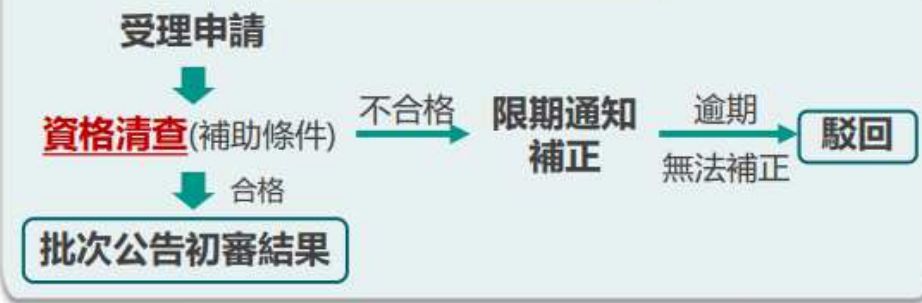 受理申請
資格清查(補助條件)
不合格
限期通知
補正
逾期
無法補正
駁回
合格
批次公告初審結果